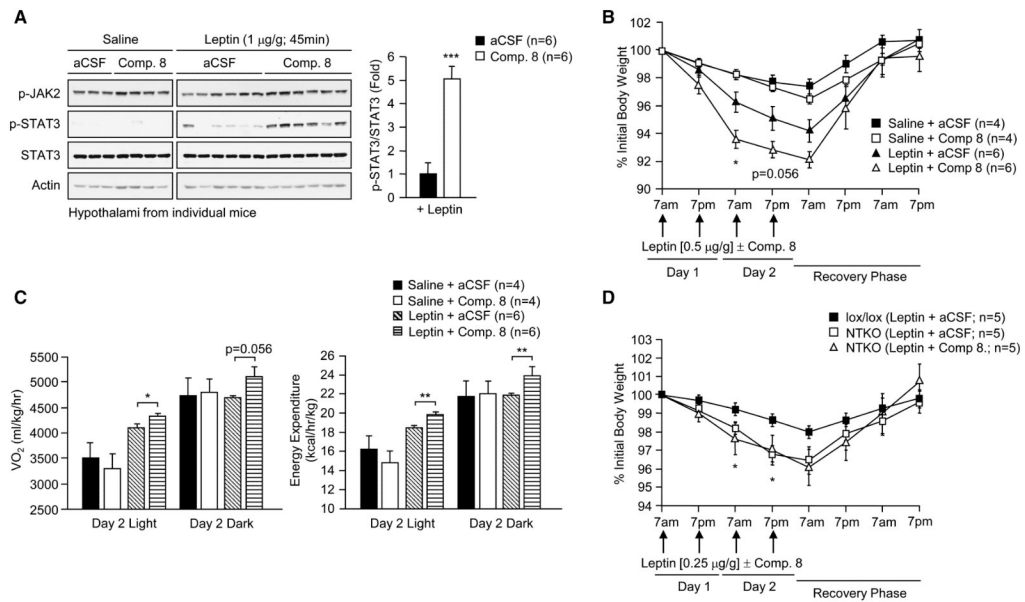 A
Saline
Leptin (1 μg/g; 45min)
aCSF
Comp. 8
aCSF
Comp. 8
p-JAK2
p-STAT3
STAT3
Actin
Hypothalami from individual mice
aCSF (n=6)
Comp. 8 (n=6)
p-STAT3/STAT3 (Fold)
6
5
4
3
2
1
0
***
+ Leptin
B
% Initial Body Weight
102
100
98
96
94
92
90
*
p=0.056
Saline + aCSF (n=4)
Saline + Comp 8 (n=4)
Leptin + aCSF (n=6)
Leptin + Comp 8 (n=6)
7am 7pm 7am 7pm 7am 7pm 7am 7pm
Leptin [0.5 μg/g] ± Comp. 8
Day 1
Day 2
Recovery Phase
C
Saline + aCSF (n=4)
Saline + Comp. 8 (n=4)
Leptin + aCSF (n=6)
Leptin + Comp. 8 (n=6)
VO2 (ml/kg/hr)
5500
5000
4500
4000
3500
3000
2500
*
p=0.056
Day 2 Light
Day 2 Dark
Energy Expenditure
(kcal/hr/kg)
26
24
22
20
18
16
14
12
10
**
**
Day 2 Light
Day 2 Dark
D
lox/lox (Leptin + aCSF; n=5)
NTKO (Leptin + aCSF; n=5)
NTKO (Leptin + Comp 8.; n=5)
% Initial Body Weight
103
102
101
100
99
98
97
96
95
94
*
*
7am 7pm 7am 7pm 7am 7pm 7am 7pm
Leptin [0.25 μg/g] ± Comp. 8
Day 1
Day 2
Recovery Phase